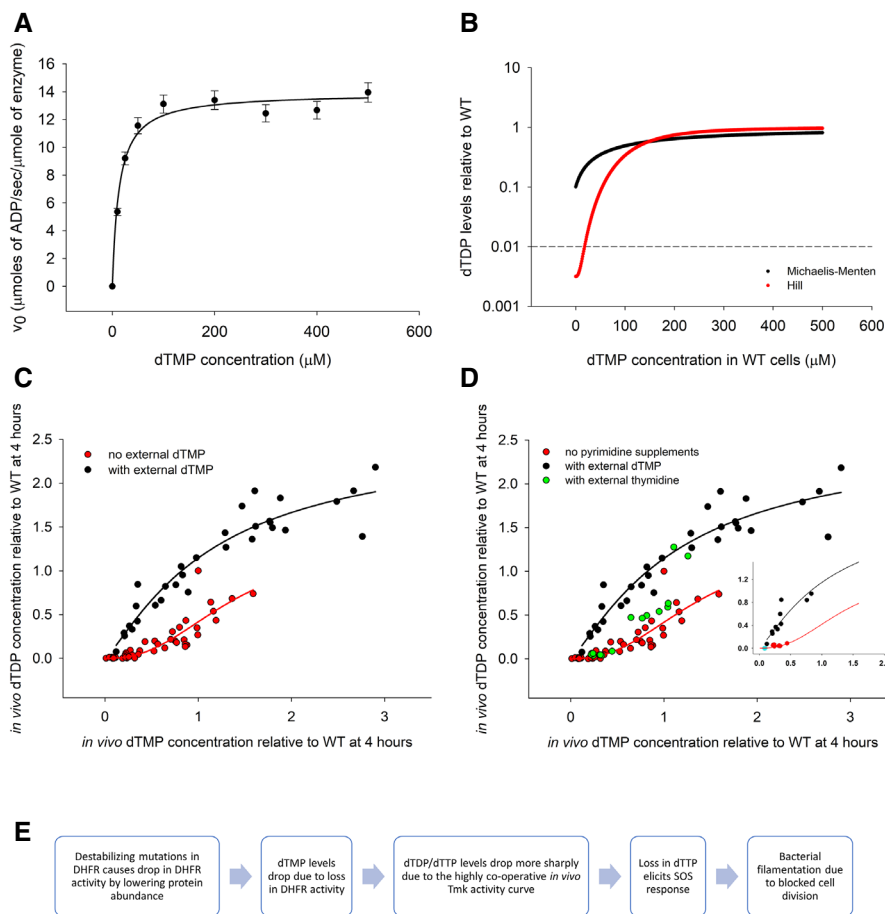 A
v0 (μmoles of ADP/sec/μmole of enzyme)
16
14
12
10
8
6
4
2
0
0
200
400
600
dTMP concentration (μM)
B
dTDP levels relative to WT
10
1
0.1
0.01
0.001
Michaelis-Menten
Hill
0
100
200
300
400
500
600
dTMP concentration in WT cells (μM)
C
in vivo dTDP concentration relative to WT at 4 hours
2.5
2.0
1.5
1.0
0.5
0.0
no external dTMP
with external dTMP
0
1
2
3
in vivo dTMP concentration relative to WT at 4 hours
D
in vivo dTDP concentration relative to WT at 4 hours
2.5
2.0
1.5
1.0
0.5
0.0
no pyrimidine supplements
with external dTMP
with external thymidine
1.2
0.8
0.4
0.0
0.0
0.5
1.0
1.5
2.0
0
1
2
3
in vivo dTMP concentration relative to WT at 4 hours
E
Destabilizing mutations in
DHFR causes drop in DHFR
activity by lowering protein
abundance
dTMP levels
drop due to loss
in DHFR activity
dTDP/dTTP levels drop more sharply
due to the highly co-operative in vivo
Tmk activity curve
Loss in dTTP
elicits SOS
response
Bacterial
filamentation due
to blocked cell
division